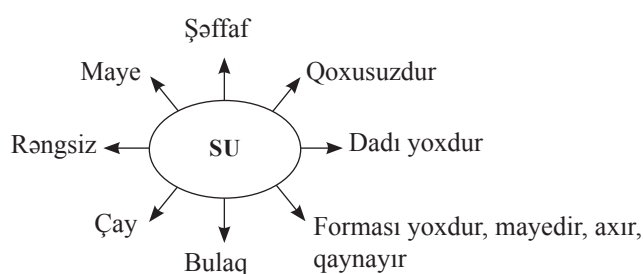 Şəffaf
Maye
Qoxusuzdur
Rəngsiz
SU
Dadı yoxdur
Çay
Forması yoxdur, mayedir, axır,
qaynayır
Bulaq